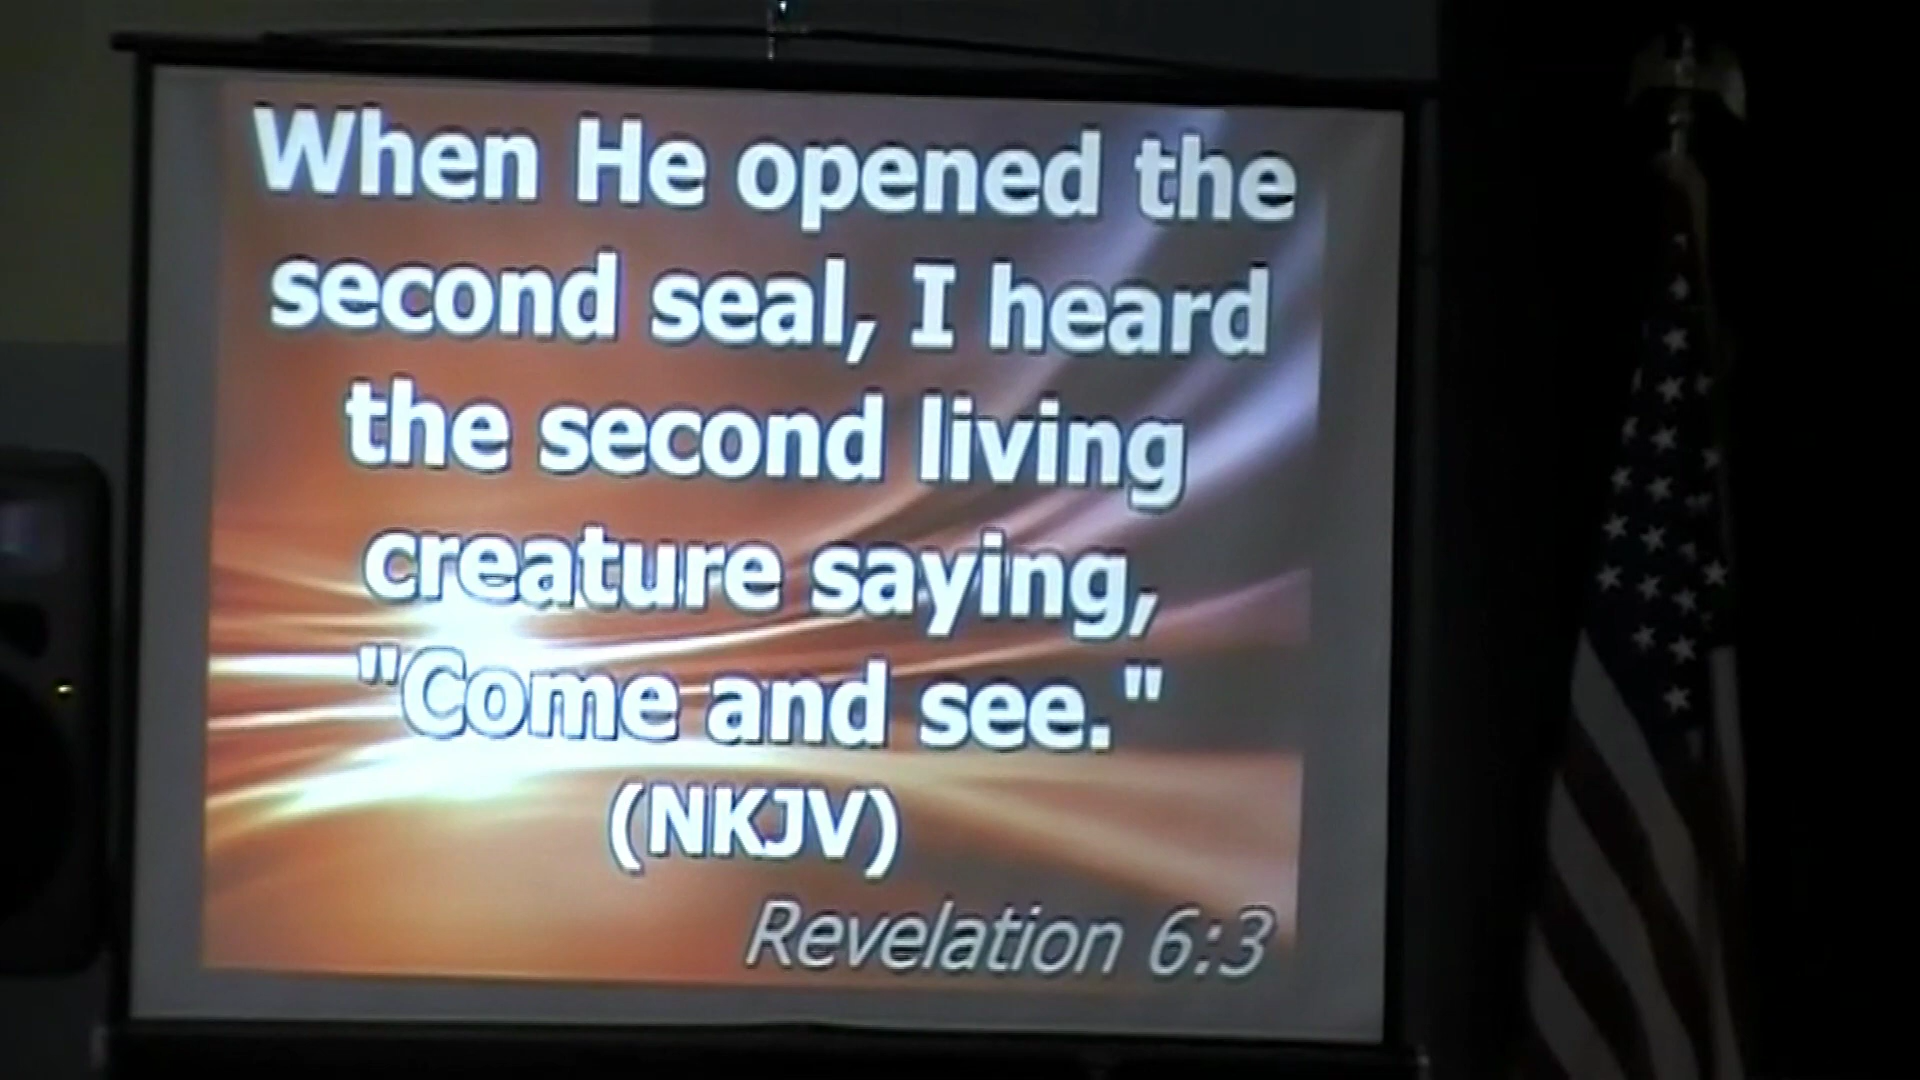 When He opened the
second seal, I heard
the second living
creature saying,
"Come and see."
(NKJV)
Revelation 6:3